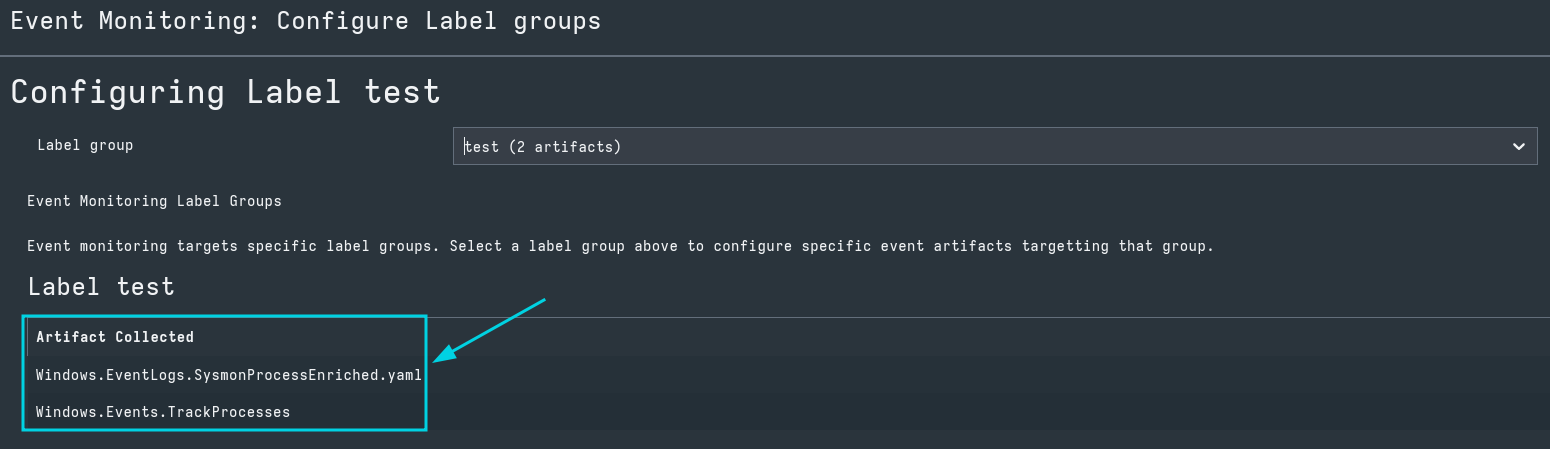 Event Monitoring: Configure Label groups
Configuring Label test
Label group
test (2 artifacts)
Event Monitoring Label Groups
Event monitoring targets specific label groups. Select a label group above to configure specific event artifacts targetting that group.
Label test
Artifact Collected
Windows.EventLogs.SysmonProcessEnriched.yaml
Windows.Events.TrackProcesses